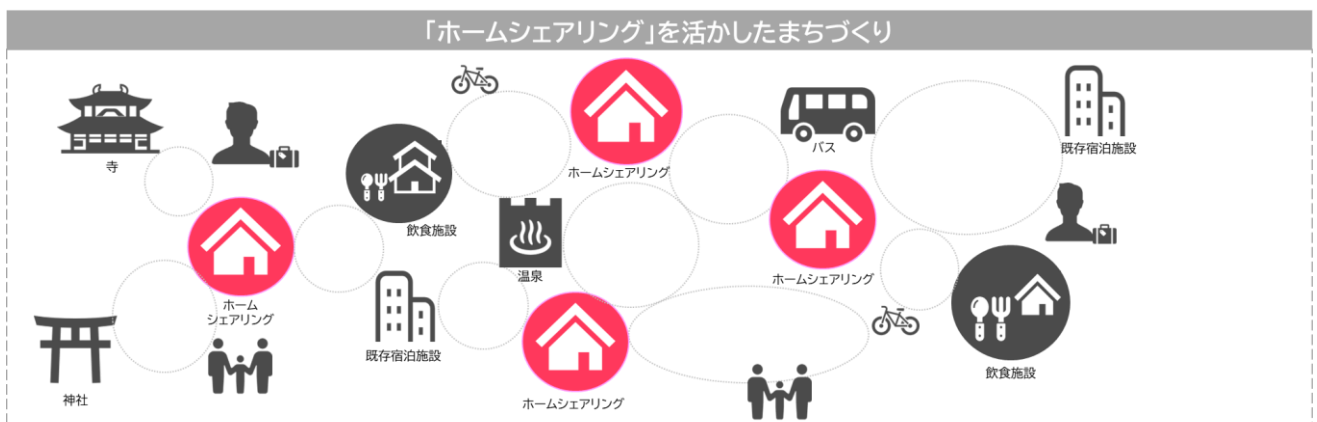 「ホームシェアリング」を活かしたまちづくり
寺
ホームシェアリング
バス
既存宿泊施設
飲食施設
温泉
ホームシェアリング
ホーム
シェアリング
既存宿泊施設
神社
ホームシェアリング
飲食施設